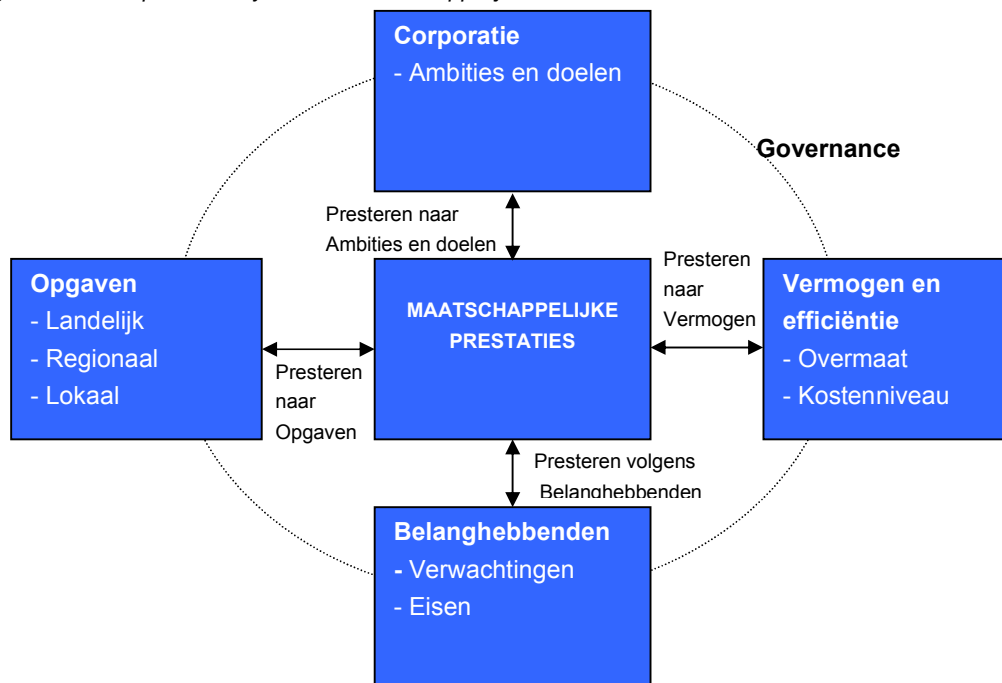 Corporatie
- Ambities en doelen
Governance
Presteren naar
Ambities en doelen
Opgaven
- Landelijk
- Regionaal
- Lokaal
Presteren
naar
Opgaven
MAATSCHAPPELIJKE
PRESTATIES
Presteren
naar
Vermogen
Vermogen en
efficiëntie
- Overmaat
- Kostenniveau
Presteren volgens
Belanghebbenden
Belanghebbenden
- Verwachtingen
- Eisen